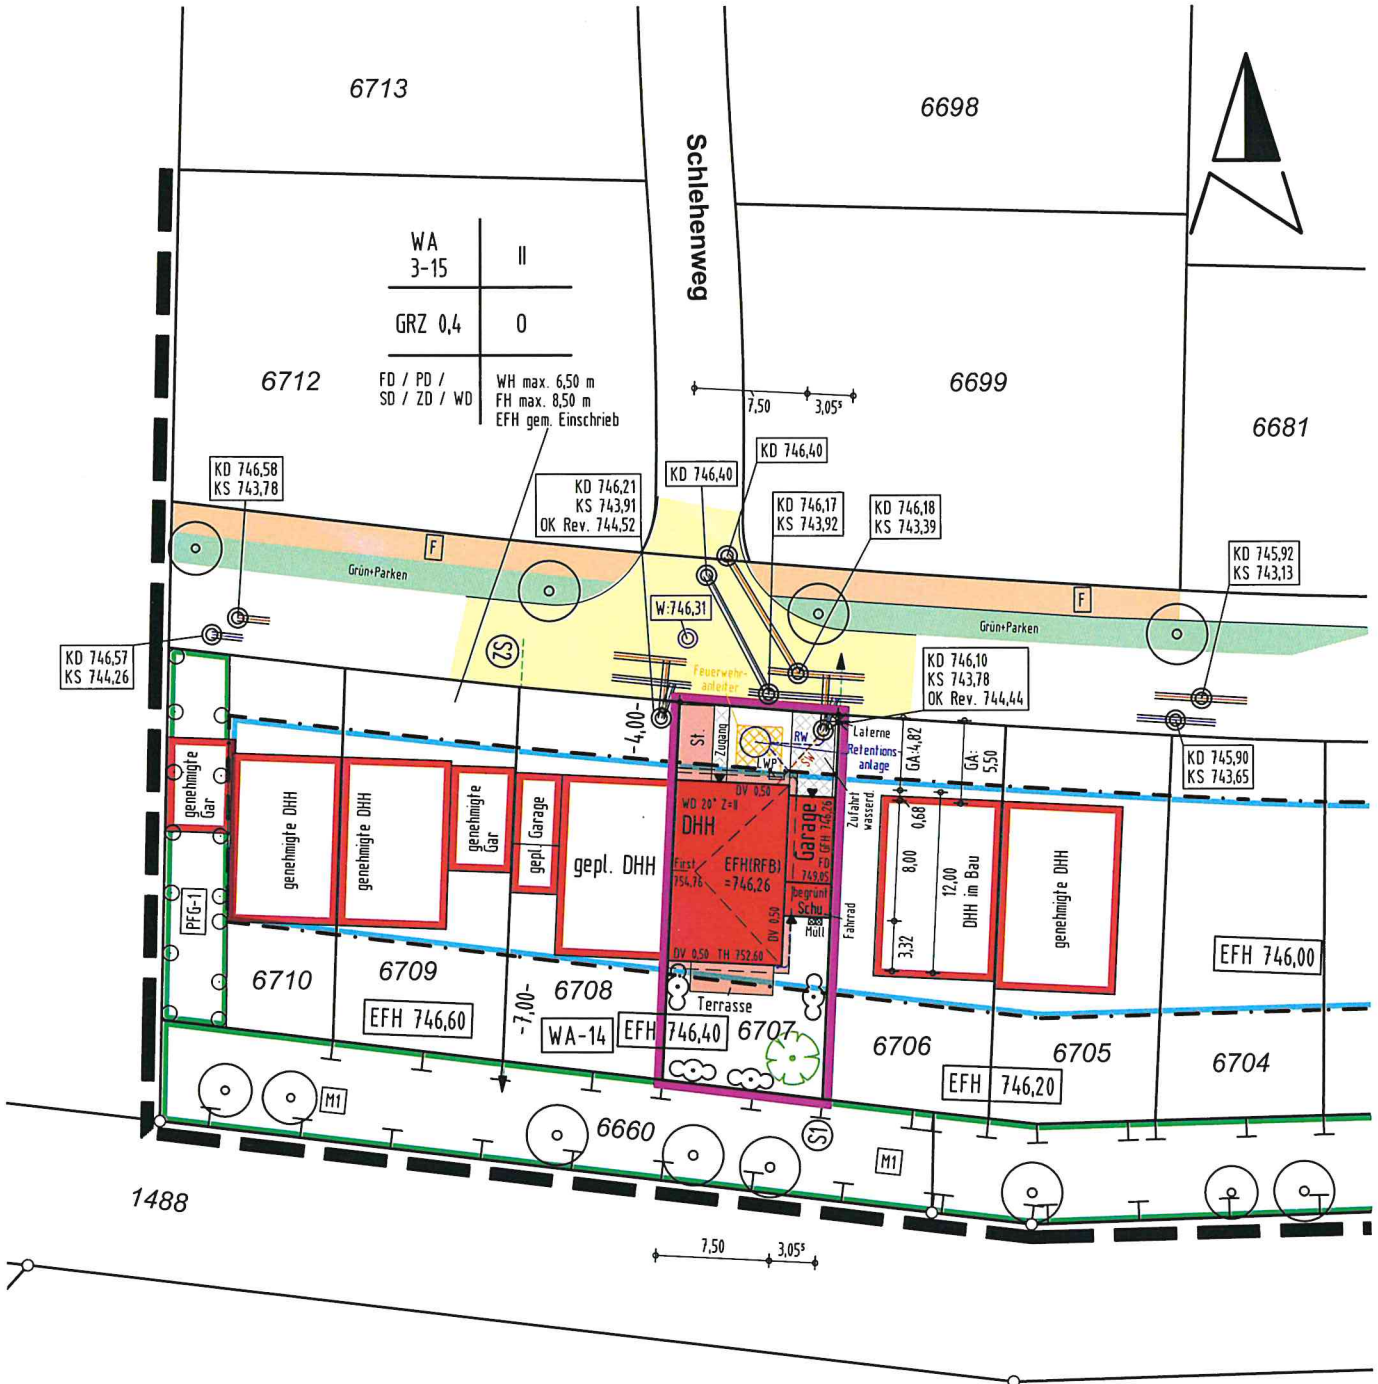 6713
6698
Schlehenweg
WA
3-15
II
GRZ 0,4
0
FD / PD /
SD / ZD / WD
WH max. 6,50 m
FH max. 8,50 m
EFH gem. Einschrieb
6712
6699
6681
7,50
3,05⁵
KD 746,58
KS 743,78
KD 746,21
KS 743,91
OK Rev. 744,52
KD 746,40
KD 746,40
KD 746,17
KS 743,92
KD 746,18
KS 743,39
KD 745,92
KS 743,13
F
Grün+Parken
F
Grün+Parken
W:746,31
S2
KD 746,57
KS 744,26
Feuerwehr-
anleiter
KD 746,10
KS 743,78
OK Rev. 744,44
KD 745,90
KS 743,65
-4,00-
St.
Zugang
LWP
RW
SW
Laterne
Retentions-
anlage
GA:4,82
GA:
5,50
Zufahrt
wasserd.
genehmigte
Gar
genehmigte DHH
genehmigte DHH
genehmigte
Gar
gepl. Garage
gepl. DHH
DV 0,50
WD 20° Z=II
DHH
First
754,76
EFH(RFB)
=746,26
Garage
GFH 746,26
FD
749,05
begrünt
Schu.
Müll
Fahrrad
DV 0,50
DV 0,50 TH 752,60
Terrasse
0,68
8,00
3,32
12,00
DHH im Bau
genehmigte DHH
PFG-1
6710
6709
6708
6707
6706
6705
6704
EFH 746,60
-7,00-
WA-14
EFH 746,40
EFH 746,20
EFH 746,00
M1
6660
S1
M1
1488
7,50
3,05⁵